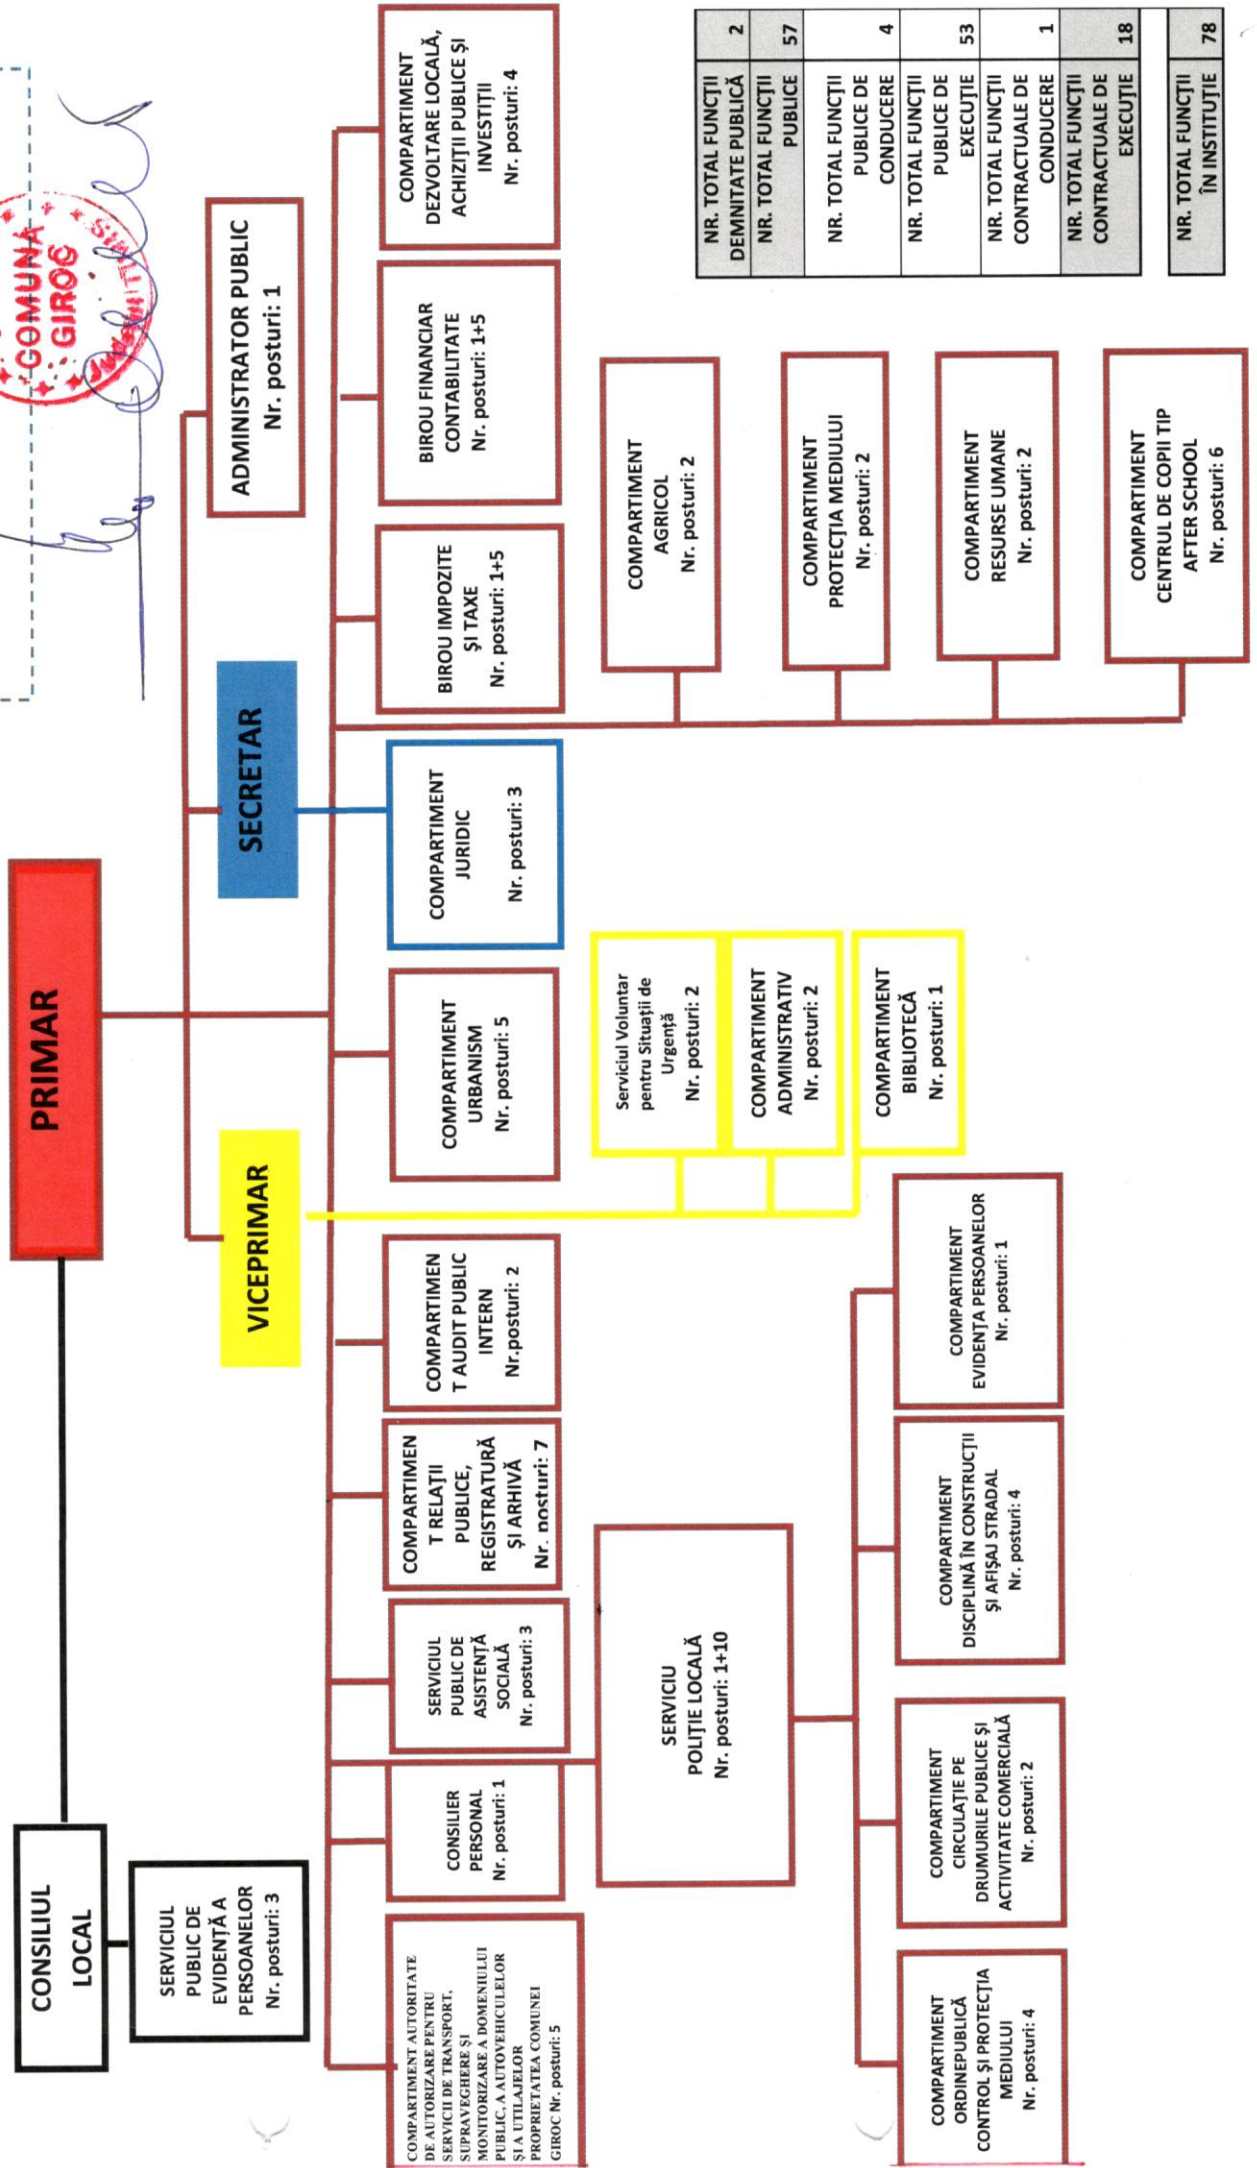 COMUNA
GIROC
CONSILIUL
LOCAL
PRIMAR
SERVICIUL
PUBLIC DE
EVIDENȚĂ A
PERSOANELOR
Nr. posturi: 3
VICEPRIMAR
SECRETAR
ADMINISTRATOR PUBLIC
Nr. posturi: 1
COMPARTIMENT AUTORITATE
DE AUTORIZARE PENTRU
SERVICII DE TRANSPORT,
SUPRAVEGHERE ȘI
MONITORIZARE A DOMENIULUI
PUBLIC, A AUTOVEHICULELOR
ȘI A UTILAJELOR
PROPRIETATEA COMUNEI
GIROC Nr. posturi: 5
CONSILIER
PERSONAL
Nr. posturi: 1
SERVICIUL
PUBLIC DE
ASISTENȚĂ
SOCIALĂ
Nr. posturi: 3
COMPARTIMEN
T RELAȚII
PUBLICE,
REGISTRATURĂ
ȘI ARHIVĂ
Nr. posturi: 7
COMPARTIMEN
T AUDIT PUBLIC
INTERN
Nr.posturi: 2
COMPARTIMENT
URBANISM
Nr. posturi: 5
COMPARTIMENT
JURIDIC
Nr. posturi: 3
BIROU IMPOZITE
ȘI TAXE
Nr. posturi: 1+5
BIROU FINANCIAR
CONTABILITATE
Nr. posturi: 1+5
COMPARTIMENT
DEZVOLTARE LOCALĂ,
ACHIZIȚII PUBLICE ȘI
INVESTIȚII
Nr. posturi: 4
SERVICIU
POLIȚIE LOCALĂ
Nr. posturi: 1+10
Serviciul Voluntar
pentru Situații de
Urgență
Nr. posturi: 2
COMPARTIMENT
ADMINISTRATIV
Nr. posturi: 2
COMPARTIMENT
BIBLIOTECĂ
Nr. posturi: 1
COMPARTIMENT
AGRICOL
Nr. posturi: 2
COMPARTIMENT
PROTECȚIA MEDIULUI
Nr. posturi: 2
COMPARTIMENT
RESURSE UMANE
Nr. posturi: 2
COMPARTIMENT
CENTRUL DE COPII TIP
AFTER SCHOOL
Nr. posturi: 6
COMPARTIMENT
ORDINEPUBLICĂ
CONTROL ȘI PROTECȚIA
MEDIULUI
Nr. posturi: 4
COMPARTIMENT
CIRCULAȚIE PE
DRUMURILE PUBLICE ȘI
ACTIVITATE COMERCIALĂ
Nr. posturi: 2
COMPARTIMENT
DISCIPLINĂ ÎN CONSTRUCȚII
ȘI AFIȘAJ STRADAL
Nr. posturi: 4
COMPARTIMENT
EVIDENȚA PERSOANELOR
Nr. posturi: 1
NR. TOTAL FUNCȚII 2
DEMNITATE PUBLICĂ
NR. TOTAL FUNCȚII 57
PUBLICE
NR. TOTAL FUNCȚII
PUBLICE DE
CONDUCERE 4
NR. TOTAL FUNCȚII
PUBLICE DE
EXECUȚIE 53
NR. TOTAL FUNCȚII
CONTRACTUALE DE
CONDUCERE 1
NR. TOTAL FUNCȚII
CONTRACTUALE DE
EXECUȚIE 18
NR. TOTAL FUNCȚII 78
ÎN INSTITUȚIE